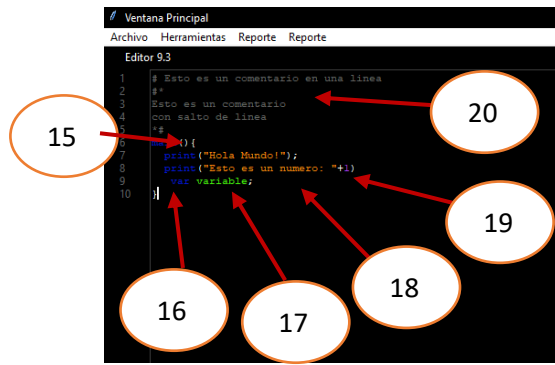 Ventana Principal
Archivo Herramientas Reporte Reporte
Editor 9.3
1 # Esto es un comentario en una linea
2 #*
3 Esto es un comentario
4 con salto de linea
5 *#
6 (){
7 print("Hola Mundo!");
8 print("Esto es un numero: "+1)
9 var variable;
10 }
15
20
19
18
16
17